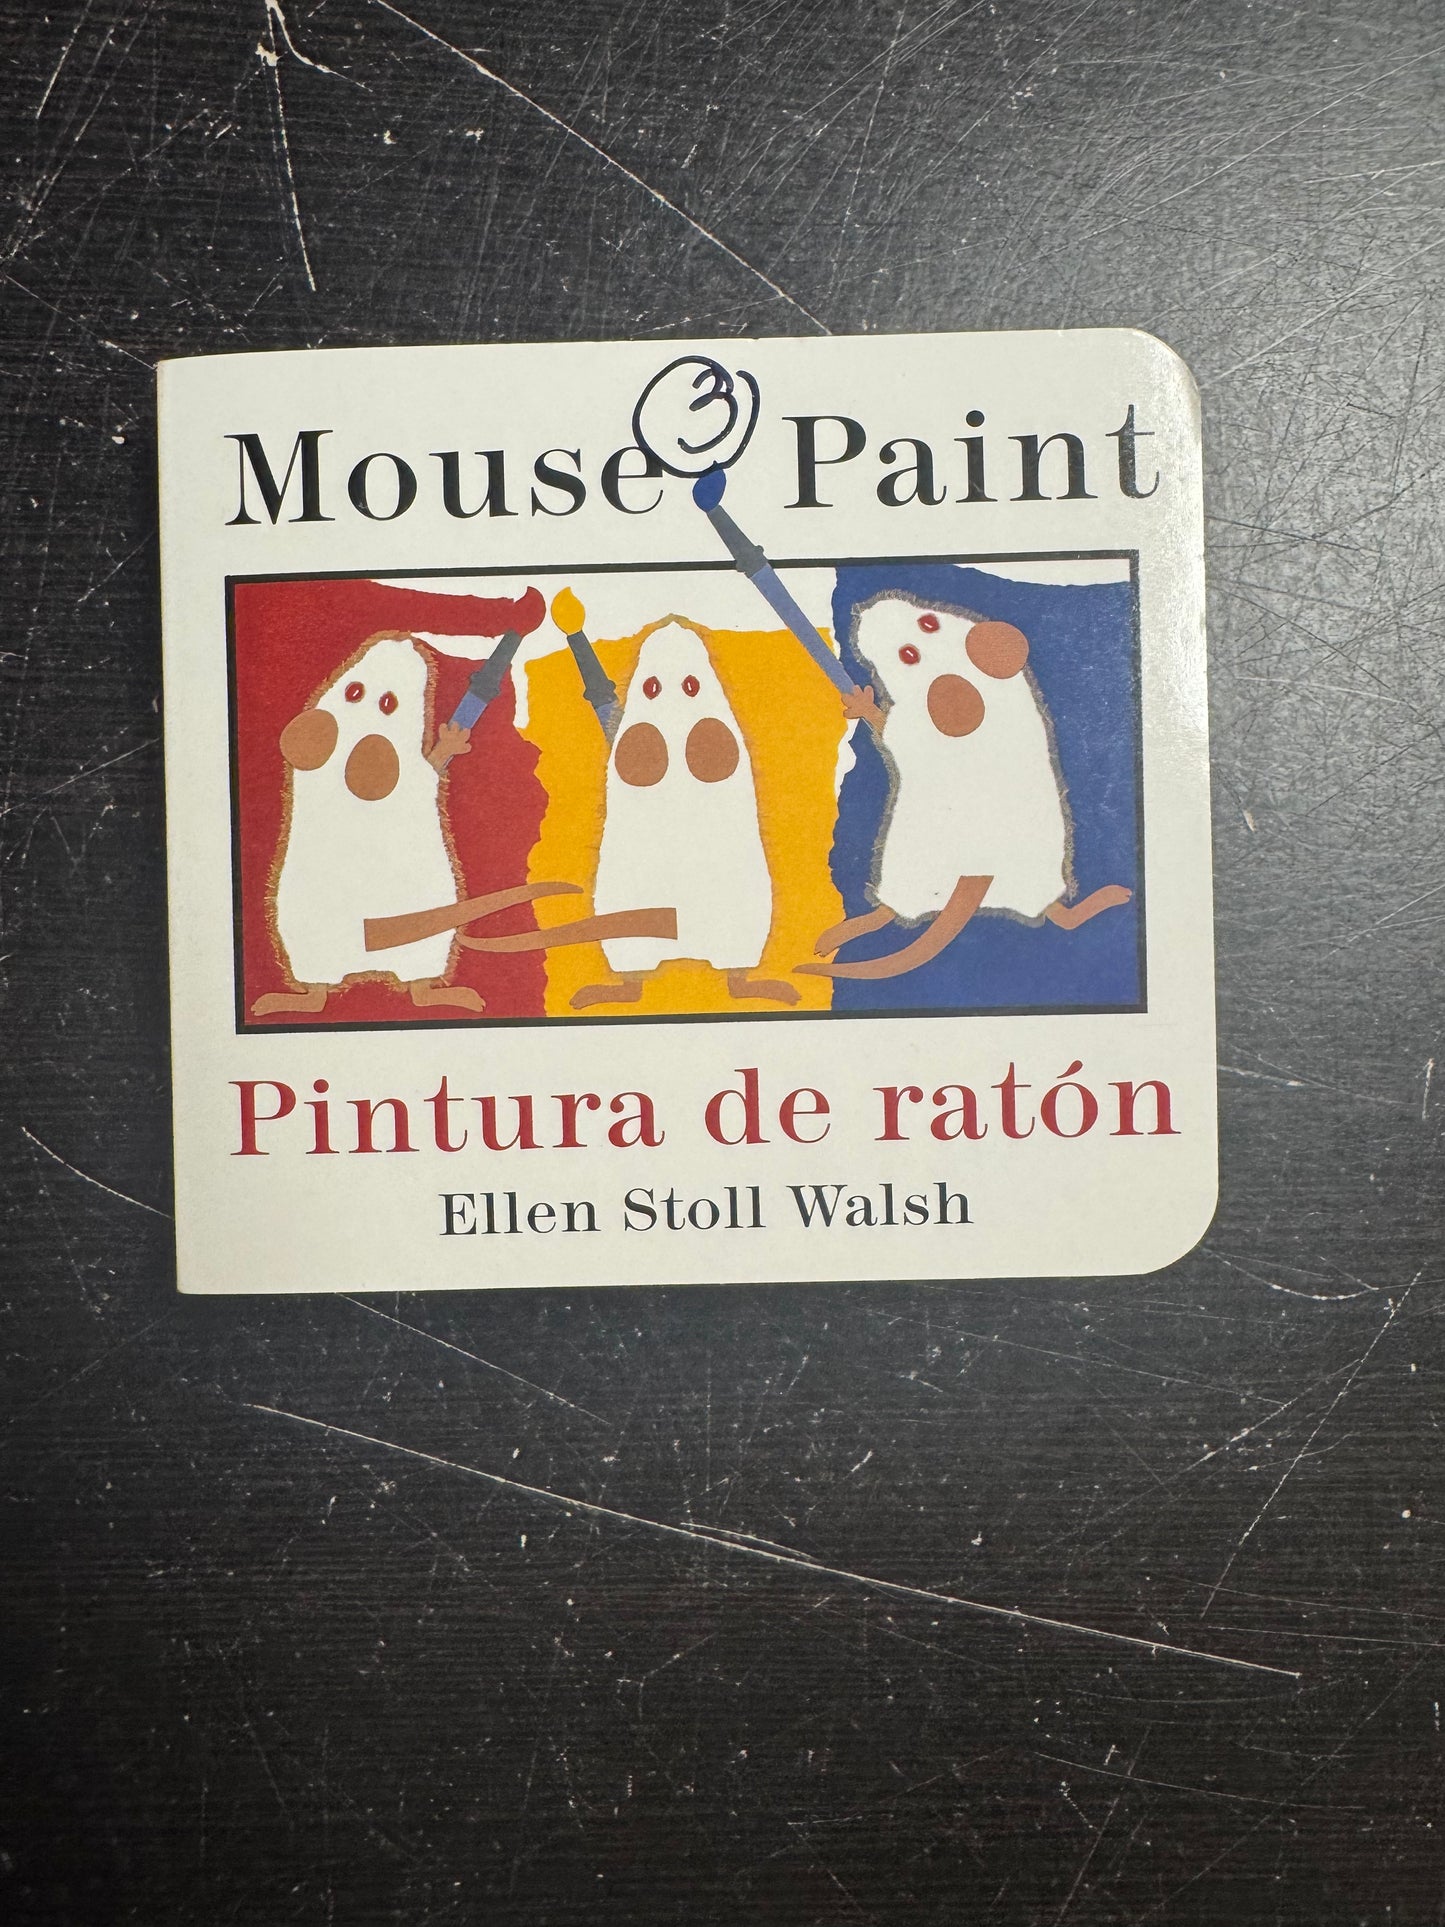 3
Mouse Paint
Pintura de ratón
Ellen Stoll Walsh